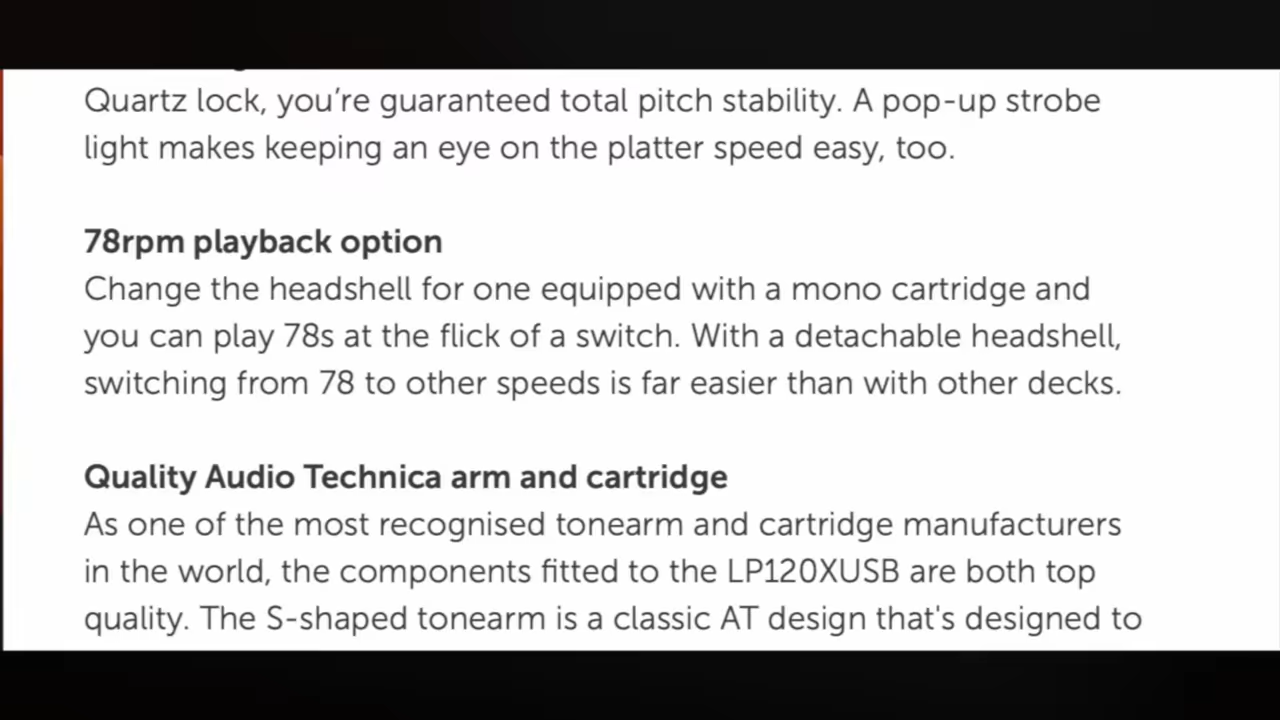 Quartz lock, you’re guaranteed total pitch stability. A pop-up strobe
light makes keeping an eye on the platter speed easy, too.
78rpm playback option
Change the headshell for one equipped with a mono cartridge and
you can play 78s at the flick of a switch. With a detachable headshell,
switching from 78 to other speeds is far easier than with other decks.
Quality Audio Technica arm and cartridge
As one of the most recognised tonearm and cartridge manufacturers
in the world, the components fitted to the LP120XUSB are both top
quality. The S-shaped tonearm is a classic AT design that's designed to